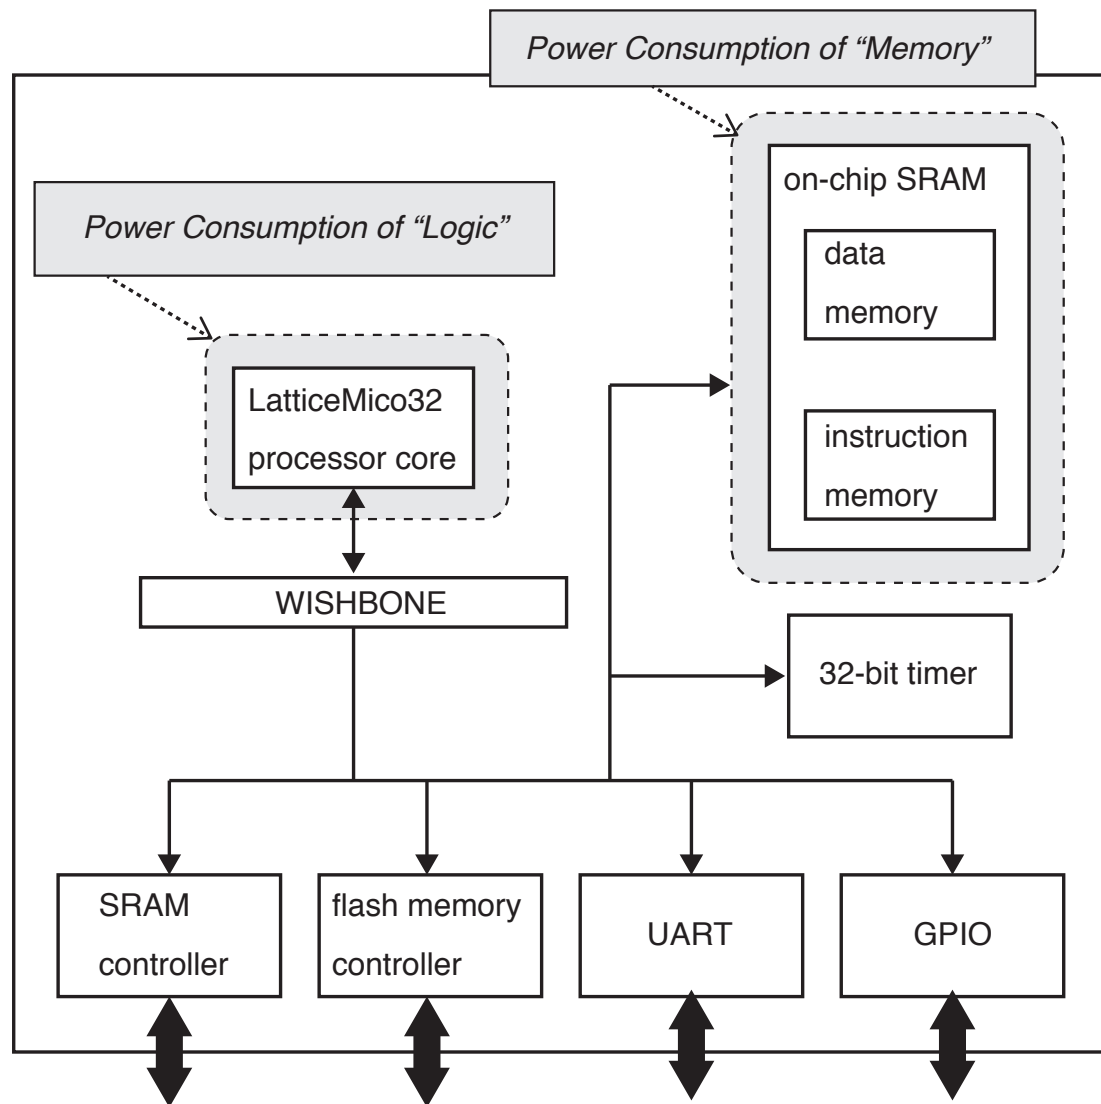 Power Consumption of “Memory”
on-chip SRAM
data
memory
instruction
memory
Power Consumption of “Logic”
LatticeMico32
processor core
WISHBONE
32-bit timer
SRAM
controller
flash memory
controller
UART
GPIO